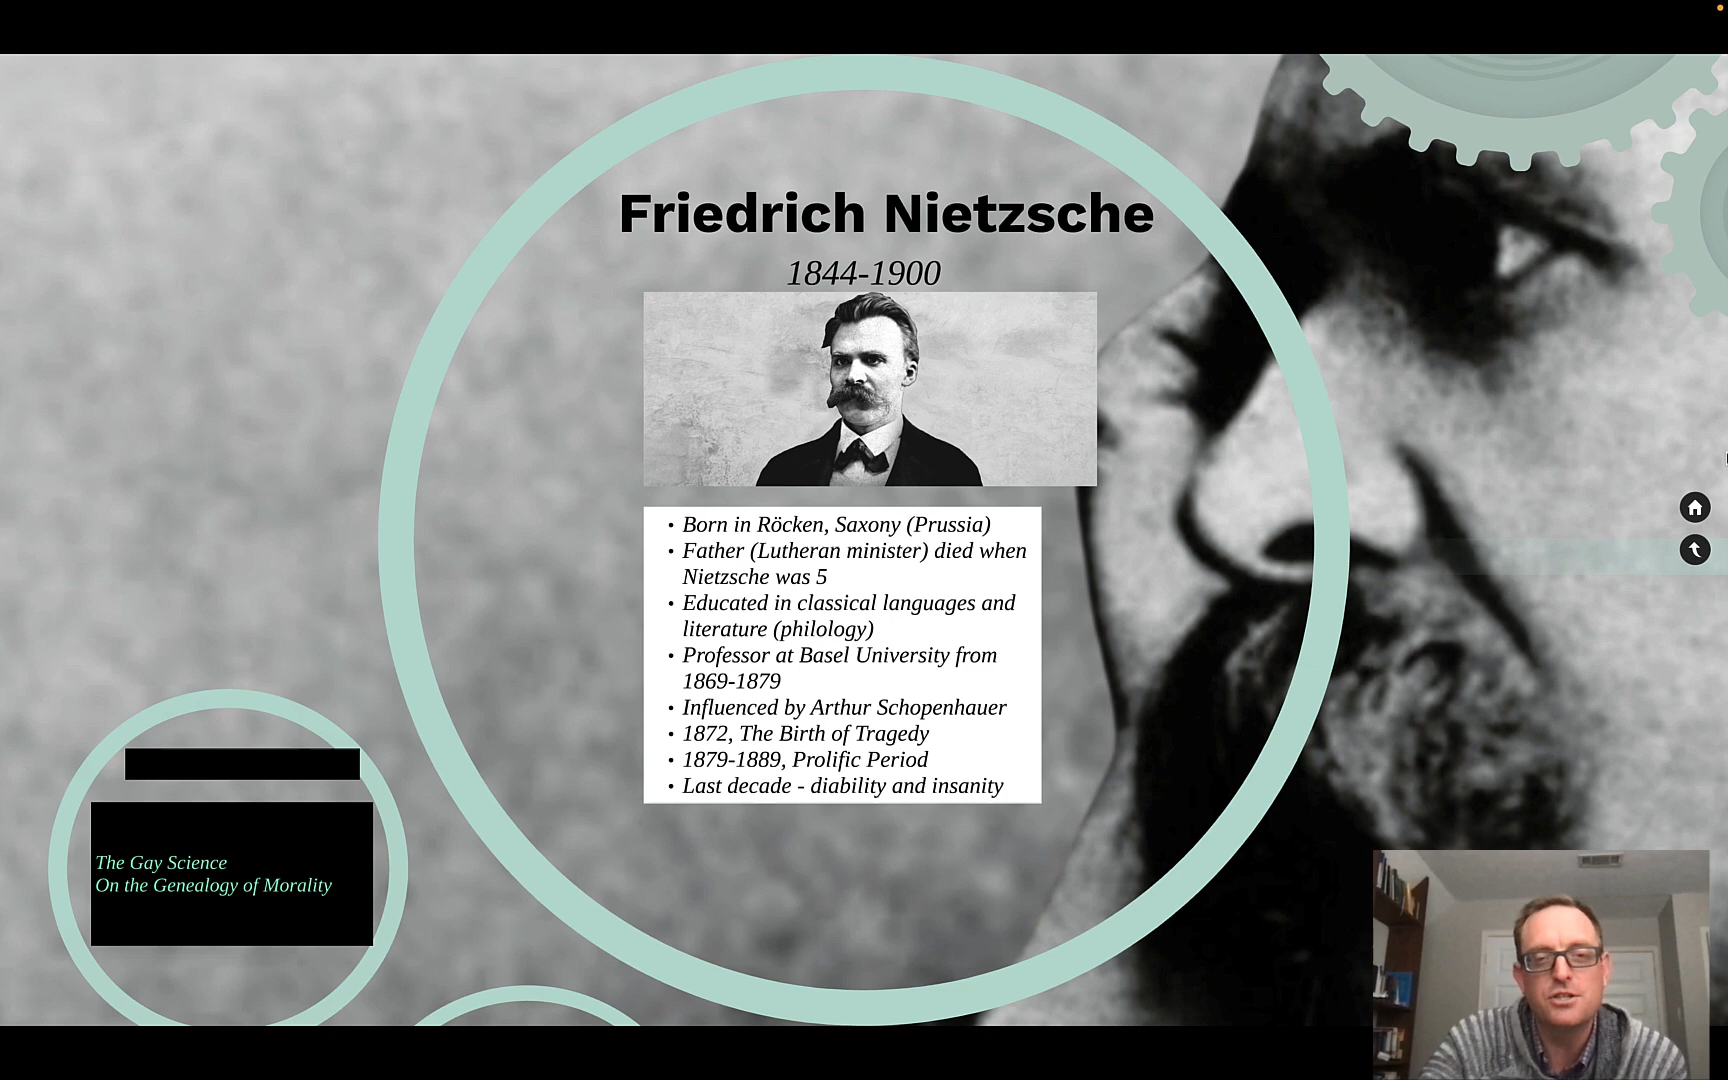 Friedrich Nietzsche
1844-1900
• Born in Röcken, Saxony (Prussia)
• Father (Lutheran minister) died when
Nietzsche was 5
• Educated in classical languages and
literature (philology)
• Professor at Basel University from
1869-1879
• Influenced by Arthur Schopenhauer
• 1872, The Birth of Tragedy
• 1879-1889, Prolific Period
• Last decade - diability and insanity
The Gay Science
On the Genealogy of Morality